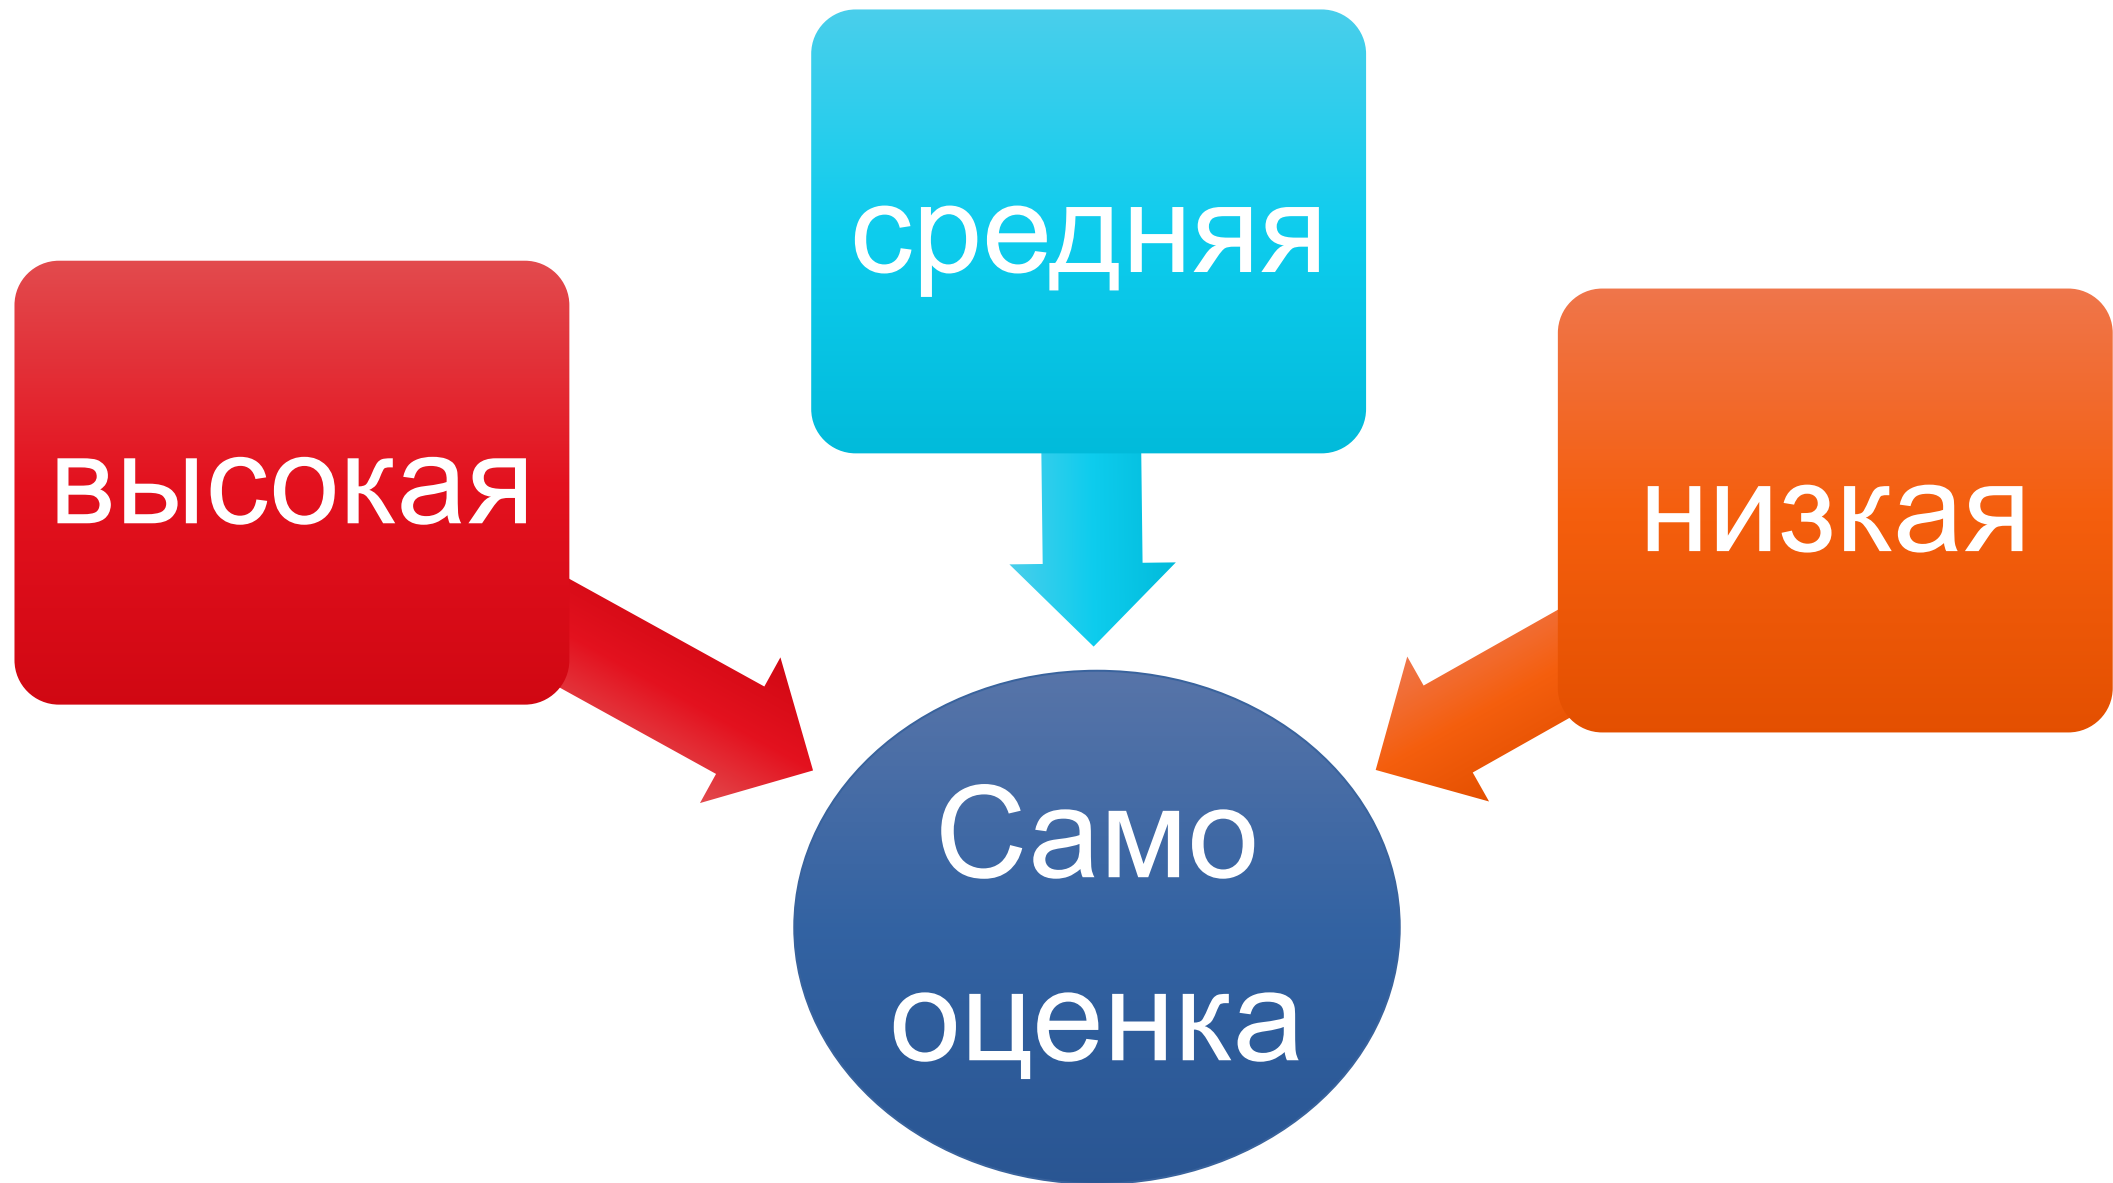 средняя
высокая
низкая
Само
оценка